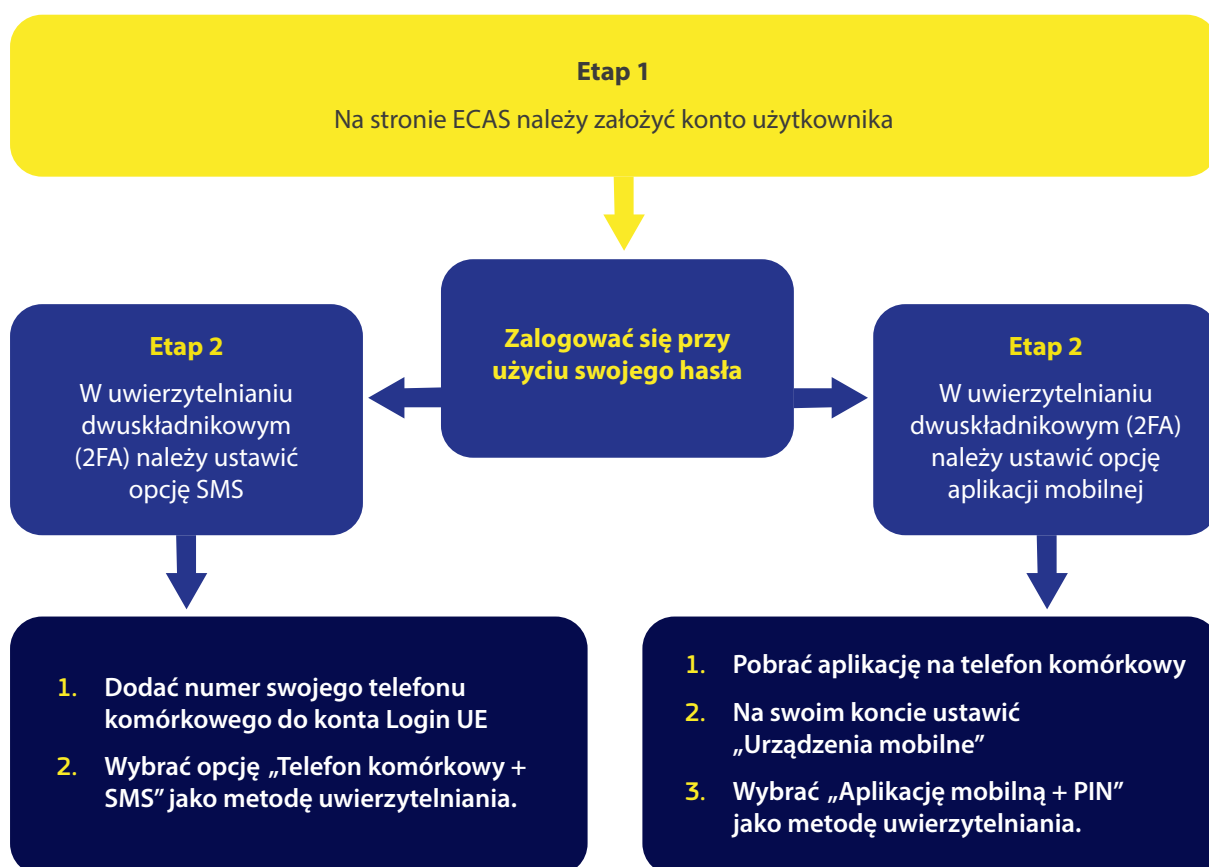 Etap 1
Na stronie ECAS należy założyć konto użytkownika
Zalogować się przy
użyciu swojego hasła
Etap 2
W uwierzytelnianiu
dwuskładnikowym
(2FA) należy ustawić
opcję SMS
Etap 2
W uwierzytelnianiu
dwuskładnikowym (2FA)
należy ustawić opcję
aplikacji mobilnej
1. Dodać numer swojego telefonu
komórkowego do konta Login UE
2. Wybrać opcję „Telefon komórkowy +
SMS” jako metodę uwierzytelniania.
1. Pobrać aplikację na telefon komórkowy
2. Na swoim koncie ustawić
„Urządzenia mobilne”
3. Wybrać „Aplikację mobilną + PIN”
jako metodę uwierzytelniania.